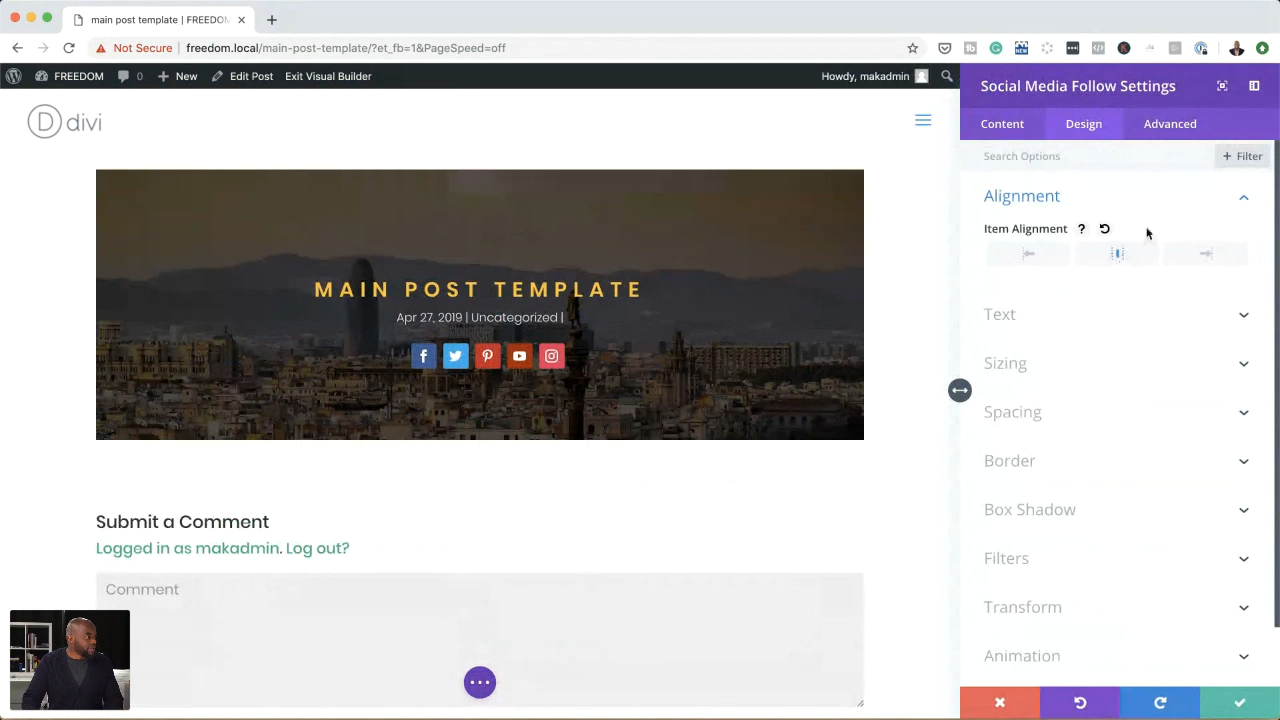 main post template | FREEDO
Not Secure | freedom.local/main-post-template/?et_fb=1&PageSpeed=off
NEW
FREEDOM 0 New Edit Post Exit Visual Builder Howdy, makadmin
D divi
MAIN POST TEMPLATE
Apr 27, 2019 | Uncategorized |
Submit a Comment
Logged in as makadmin. Log out?
Comment
Social Media Follow Settings
Content Design Advanced
Search Options + Filter
Alignment
Item Alignment ?
Text
Sizing
Spacing
Border
Box Shadow
Filters
Transform
Animation